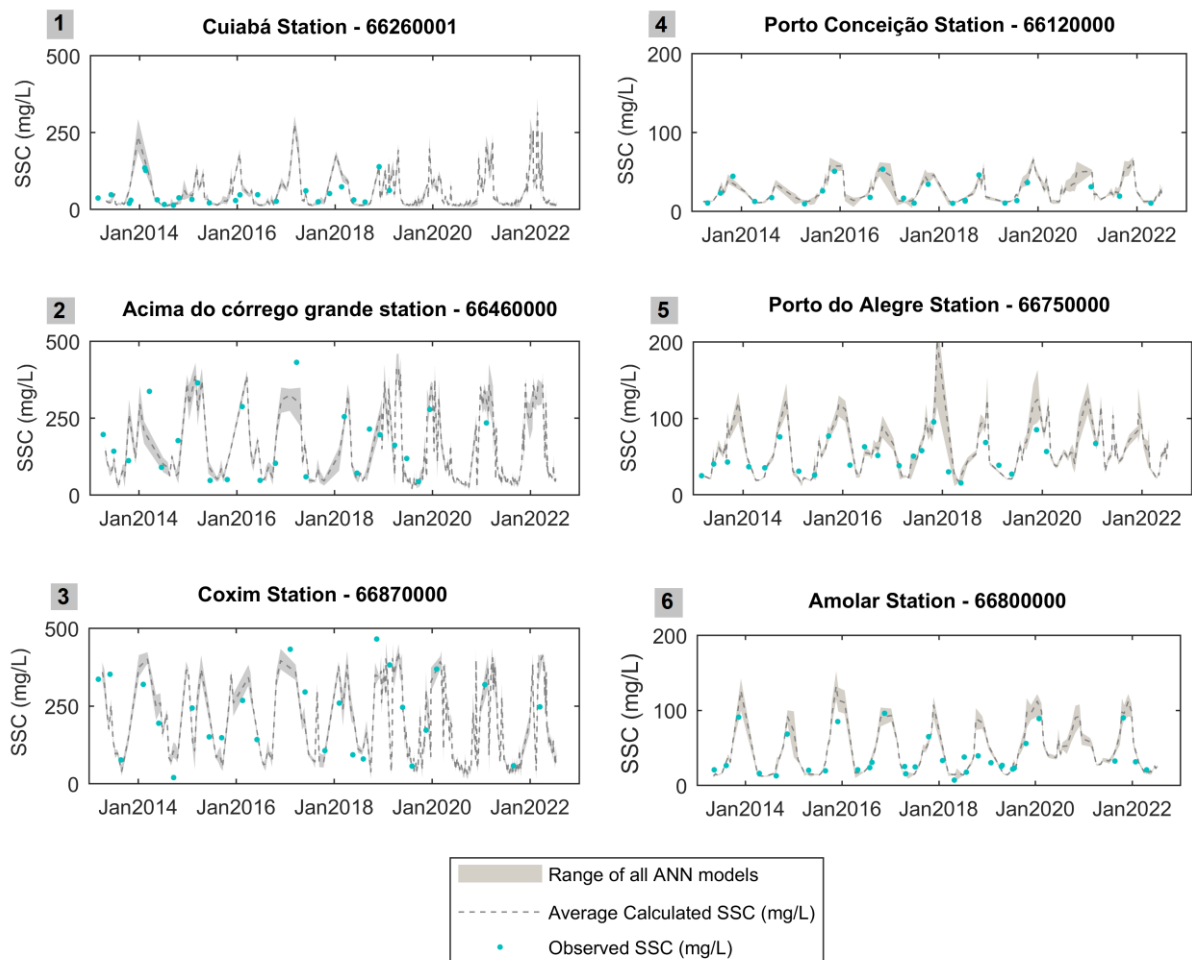 1
Cuiabá Station - 66260001
500
250
0
SSC (mg/L)
Jan2014 Jan2016 Jan2018 Jan2020 Jan2022
4
Porto Conceição Station - 66120000
200
100
0
SSC (mg/L)
Jan2014 Jan2016 Jan2018 Jan2020 Jan2022
2
Acima do córrego grande station - 66460000
500
250
0
SSC (mg/L)
Jan2014 Jan2016 Jan2018 Jan2020 Jan2022
5
Porto do Alegre Station - 66750000
200
100
0
SSC (mg/L)
Jan2014 Jan2016 Jan2018 Jan2020 Jan2022
3
Coxim Station - 66870000
500
250
0
SSC (mg/L)
Jan2014 Jan2016 Jan2018 Jan2020 Jan2022
6
Amolar Station - 66800000
200
100
0
SSC (mg/L)
Jan2014 Jan2016 Jan2018 Jan2020 Jan2022
Range of all ANN models
Average Calculated SSC (mg/L)
Observed SSC (mg/L)